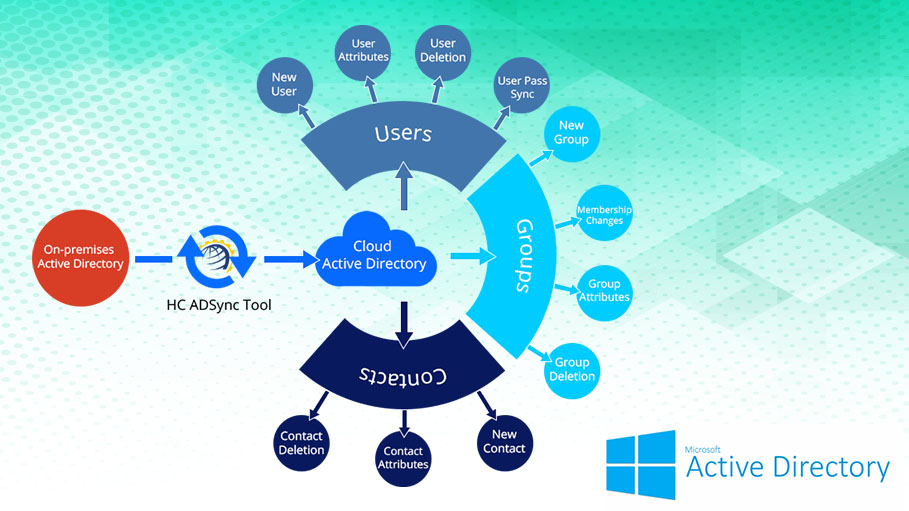 User
Attributes
User
Deletion
New
User
User Pass
Sync
Users
New
Group
Membership
Changes
Groups
On-premises
Active Directory
HC ADSync Tool
Cloud
Active Directory
Group
Attributes
Group
Deletion
Contacts
Contact
Deletion
Contact
Attributes
New
Contact
Microsoft
Active Directory